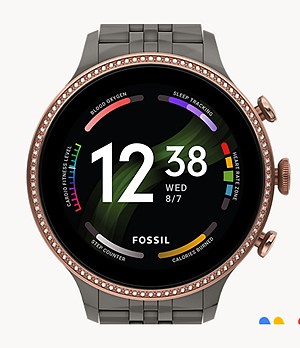 BLOOD OXYGEN
SLEEP TRACKING
CARDIO FITNESS LEVEL
HEART RATE ZONE
12 38
WED
8/7
FOSSIL
STEP COUNTER
CALORIES BURNED